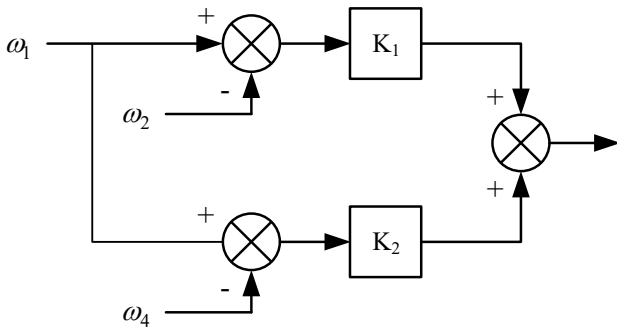 +
ω₁
K₁
-
ω₂
+
+
+
K₂
-
ω₄